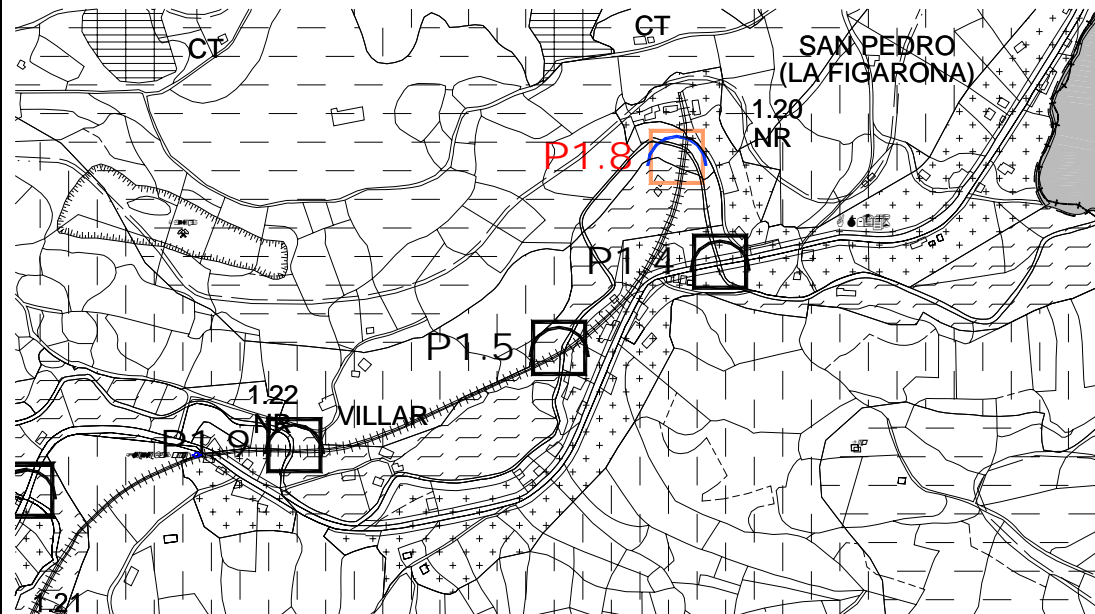 CT
CT
SAN PEDRO
(LA FIGARONA)
1.20
NR
P1.8
P1.4
P1.5
1.22
NR
VILLAR
P1.9
1.21